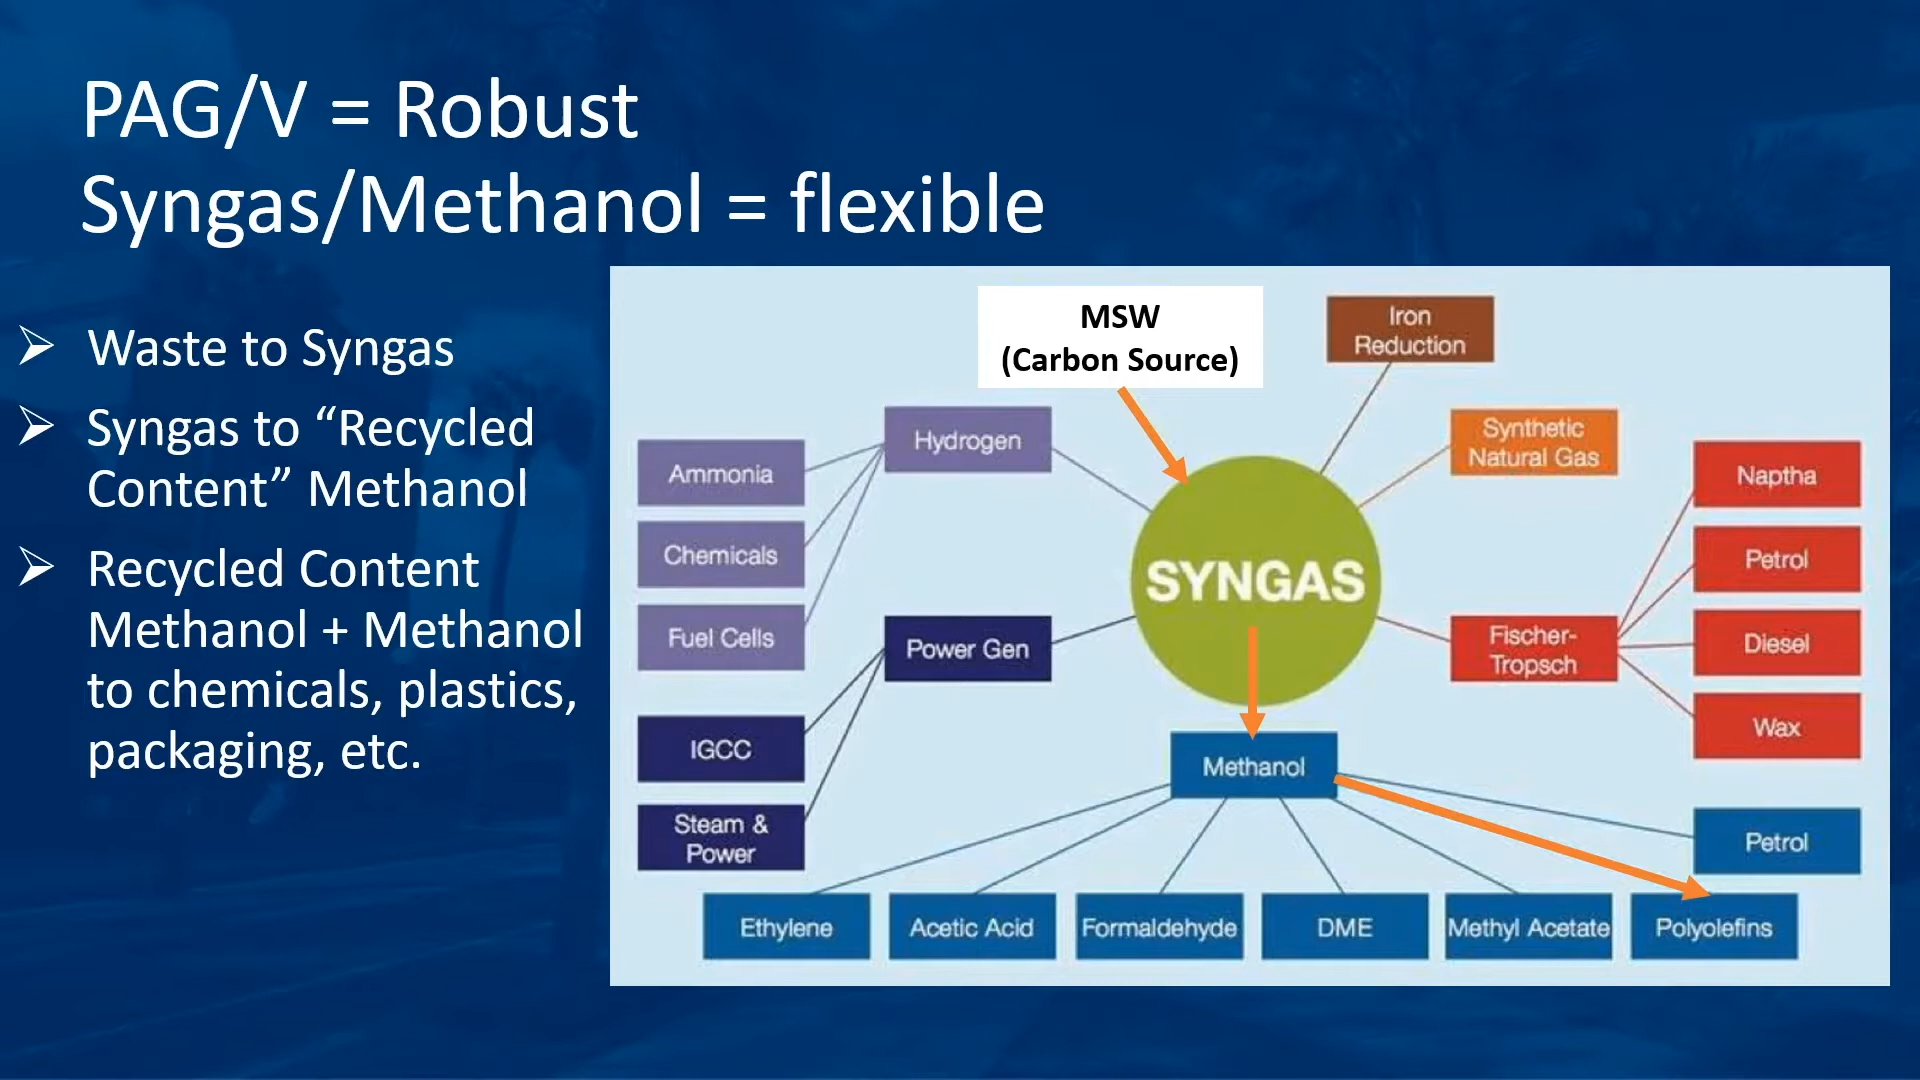 PAG/V = Robust
Syngas/Methanol = flexible
Waste to Syngas
Syngas to “Recycled
Content” Methanol
Recycled Content
Methanol + Methanol
to chemicals, plastics,
packaging, etc.
MSW
(Carbon Source)
Iron
Reduction
Hydrogen
Synthetic
Natural Gas
Ammonia
Naptha
Chemicals
Petrol
SYNGAS
Fuel Cells
Power Gen
Fischer-
Tropsch
Diesel
IGCC
Wax
Methanol
Steam &
Power
Petrol
Ethylene
Acetic Acid
Formaldehyde
DME
Methyl Acetate
Polyolefins